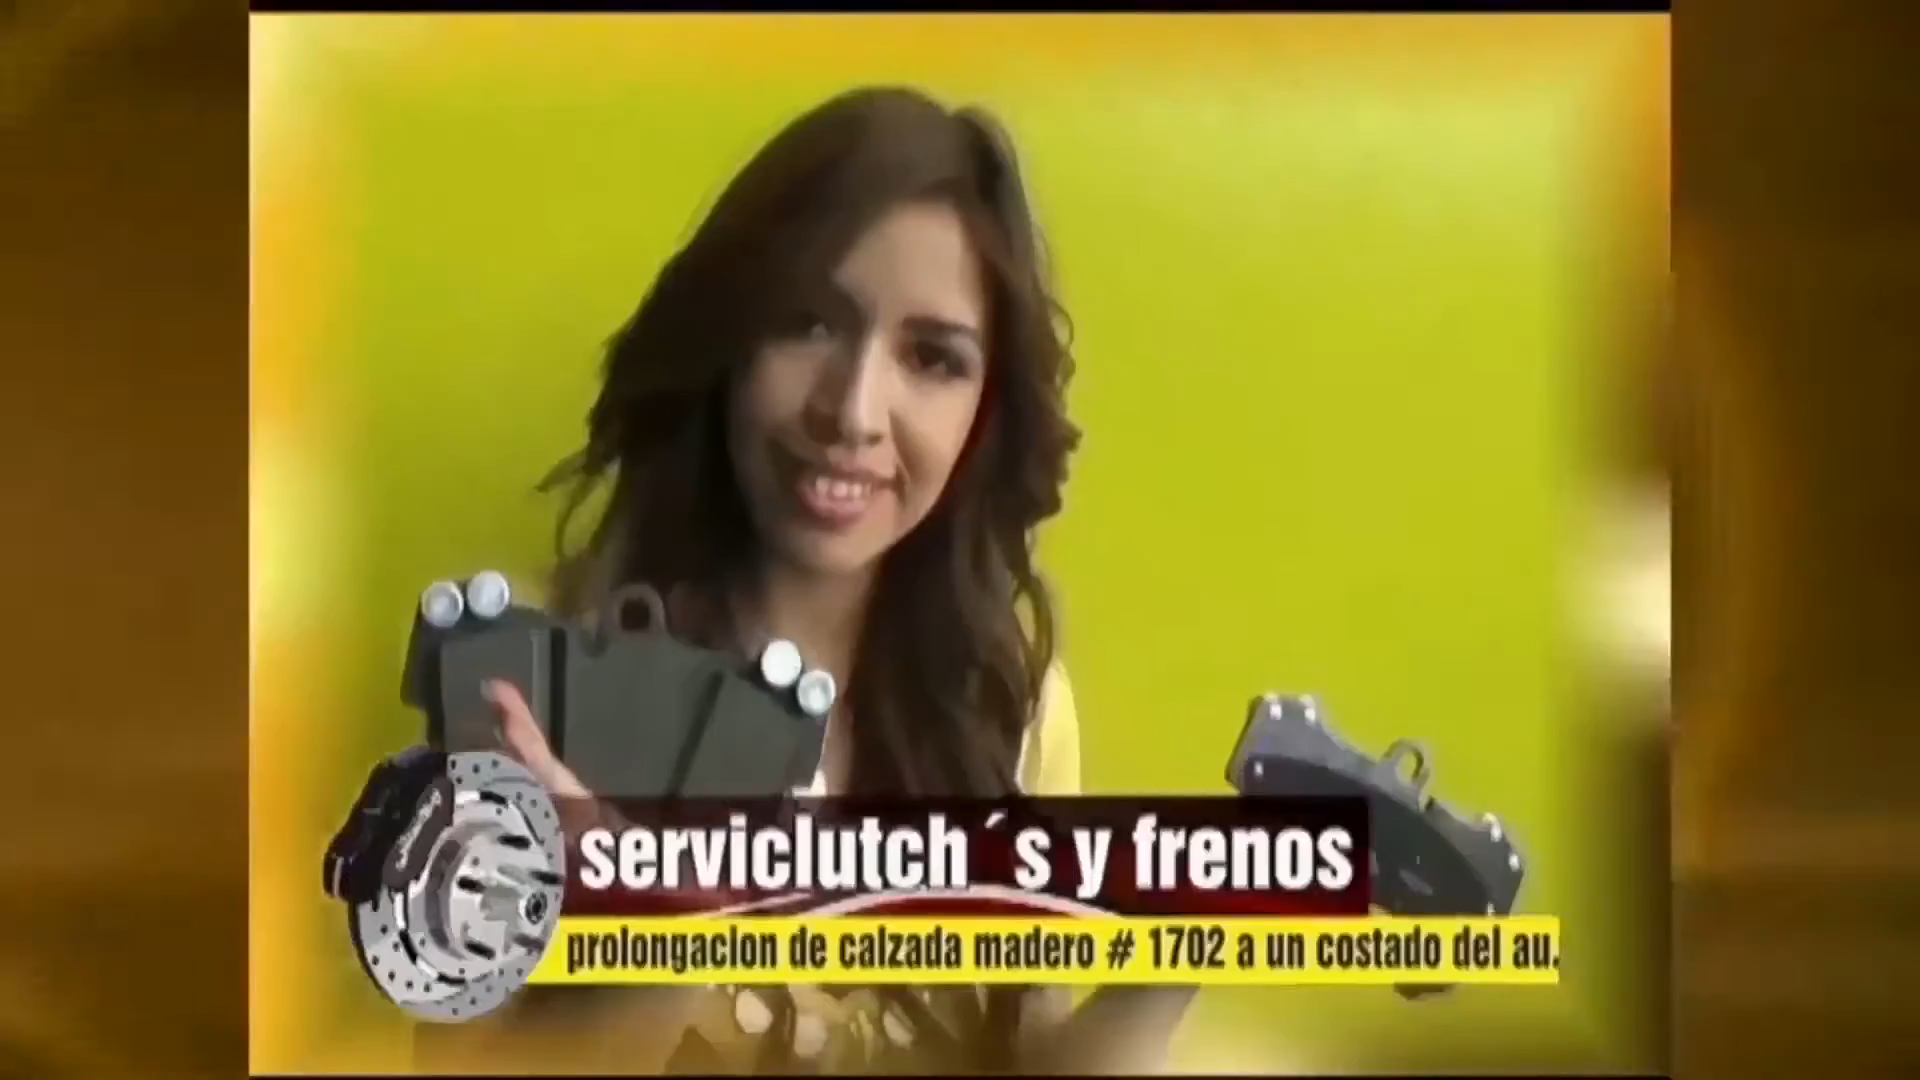 serviclutch´s y frenos
prolongacion de calzada madero # 1702 a un costado del au.